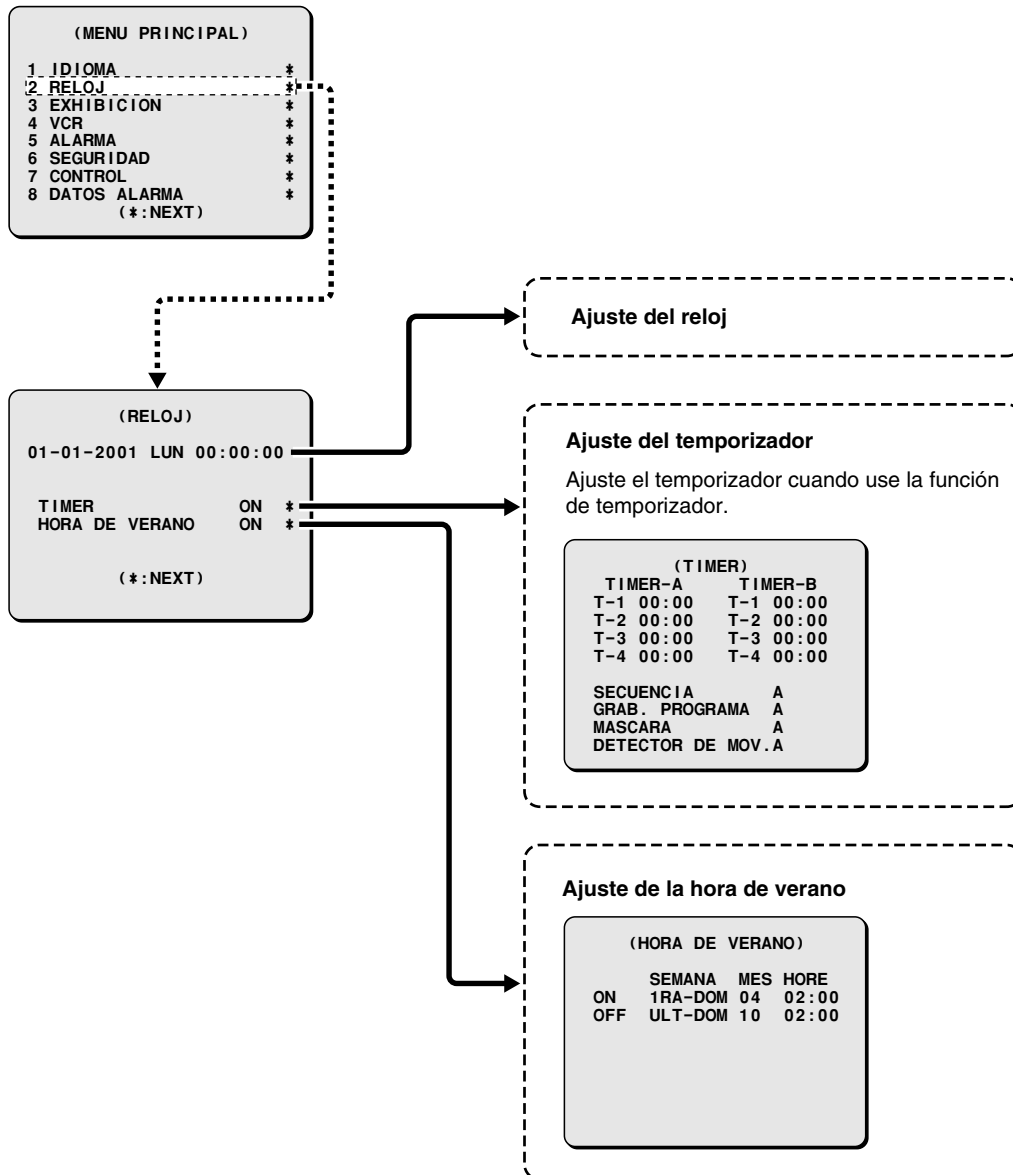 (MENU PRINCIPAL)
1 IDIOMA *
2 RELOJ *
3 EXHIBICION *
4 VCR *
5 ALARMA *
6 SEGURIDAD *
7 CONTROL *
8 DATOS ALARMA *
(*:NEXT)
(RELOJ)
01-01-2001 LUN 00:00:00
TIMER ON *
HORA DE VERANO ON *
(*:NEXT)
Ajuste del reloj
Ajuste del temporizador
Ajuste el temporizador cuando use la función
de temporizador.
(TIMER)
TIMER-A TIMER-B
T-1 00:00 T-1 00:00
T-2 00:00 T-2 00:00
T-3 00:00 T-3 00:00
T-4 00:00 T-4 00:00
SECUENCIA A
GRAB. PROGRAMA A
MASCARA A
DETECTOR DE MOV.A
Ajuste de la hora de verano
(HORA DE VERANO)
SEMANA MES HORE
ON 1RA-DOM 04 02:00
OFF ULT-DOM 10 02:00